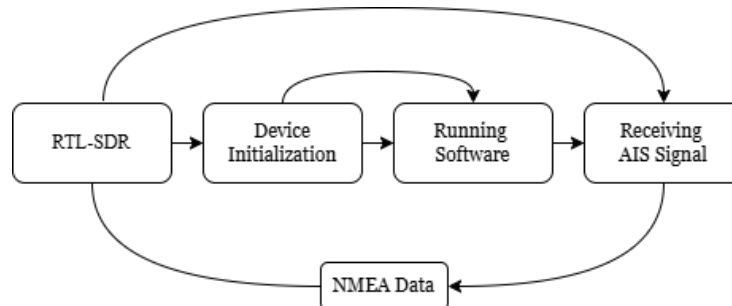 RTL-SDR
Device
Initialization
Running
Software
Receiving
AIS Signal
NMEA Data